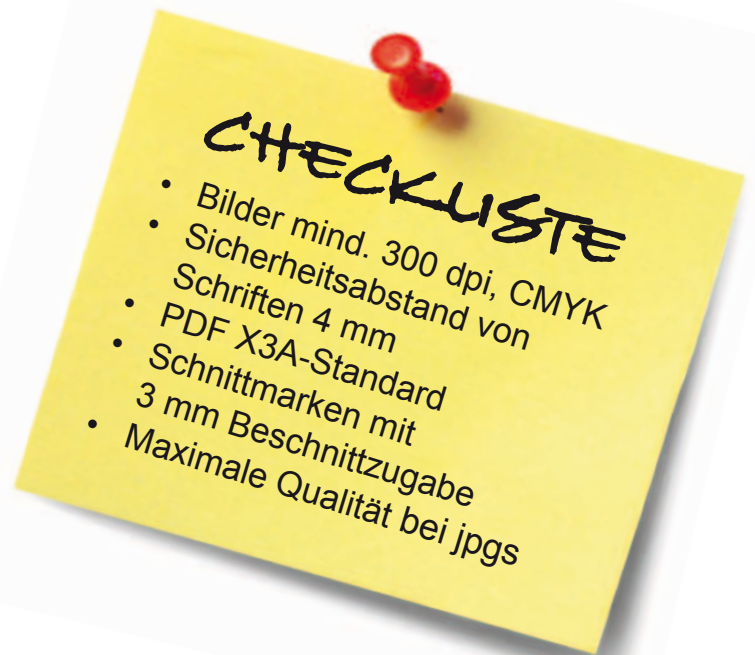 CHECKLISTE
• Bilder mind. 300 dpi, CMYK
• Sicherheitsabstand von
Schriften 4 mm
• PDF X3A-Standard
• Schnittmarken mit
3 mm Beschnittzugabe
• Maximale Qualität bei jpgs